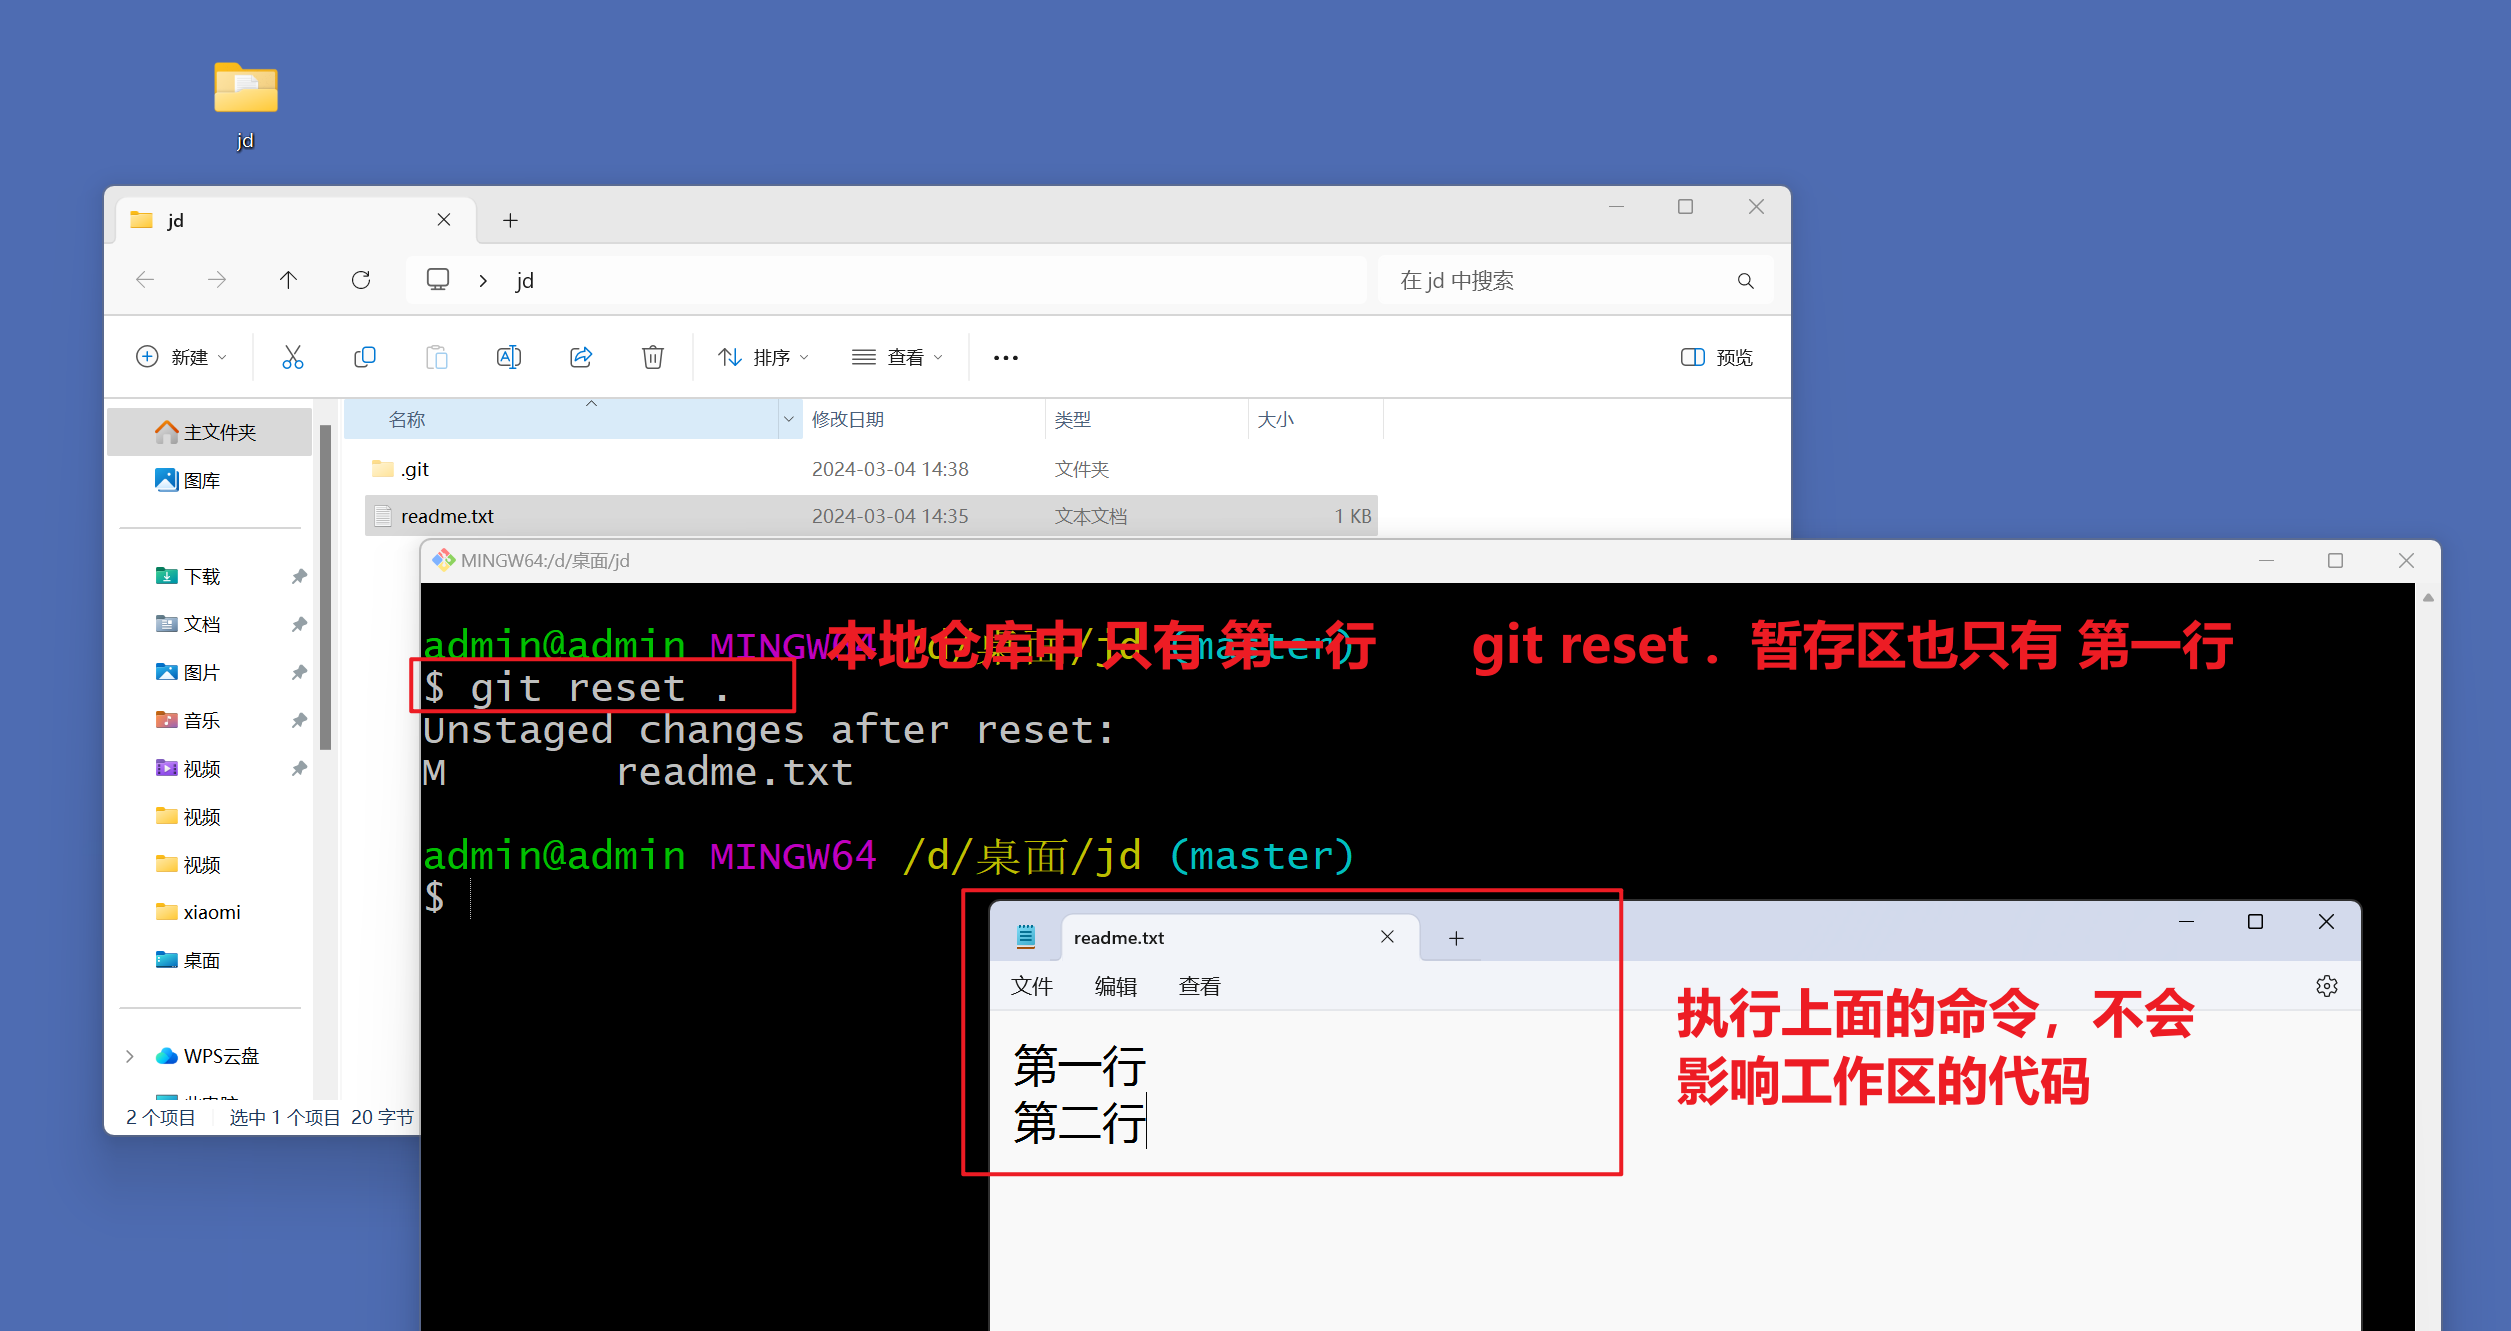 jd
jd
jd
在 jd 中搜索
新建
排序
查看
预览
名称
修改日期
类型
大小
主文件夹
图库
.git
2024-03-04 14:38
文件夹
readme.txt
2024-03-04 14:35
文本文档
1 KB
下载
文档
图片
音乐
视频
视频
视频
xiaomi
桌面
WPS云盘
此电脑
2 个项目
选中 1 个项目 20 字节
MINGW64:/d/桌面/jd
admin@admin MINGW64 /d/桌面/jd (master)
本地仓库中 只有 第一行
git reset . 暂存区也只有 第一行
$ git reset .
Unstaged changes after reset:
M readme.txt
admin@admin MINGW64 /d/桌面/jd (master)
$
readme.txt
文件 编辑 查看
第一行
第二行
执行上面的命令，不会
影响工作区的代码